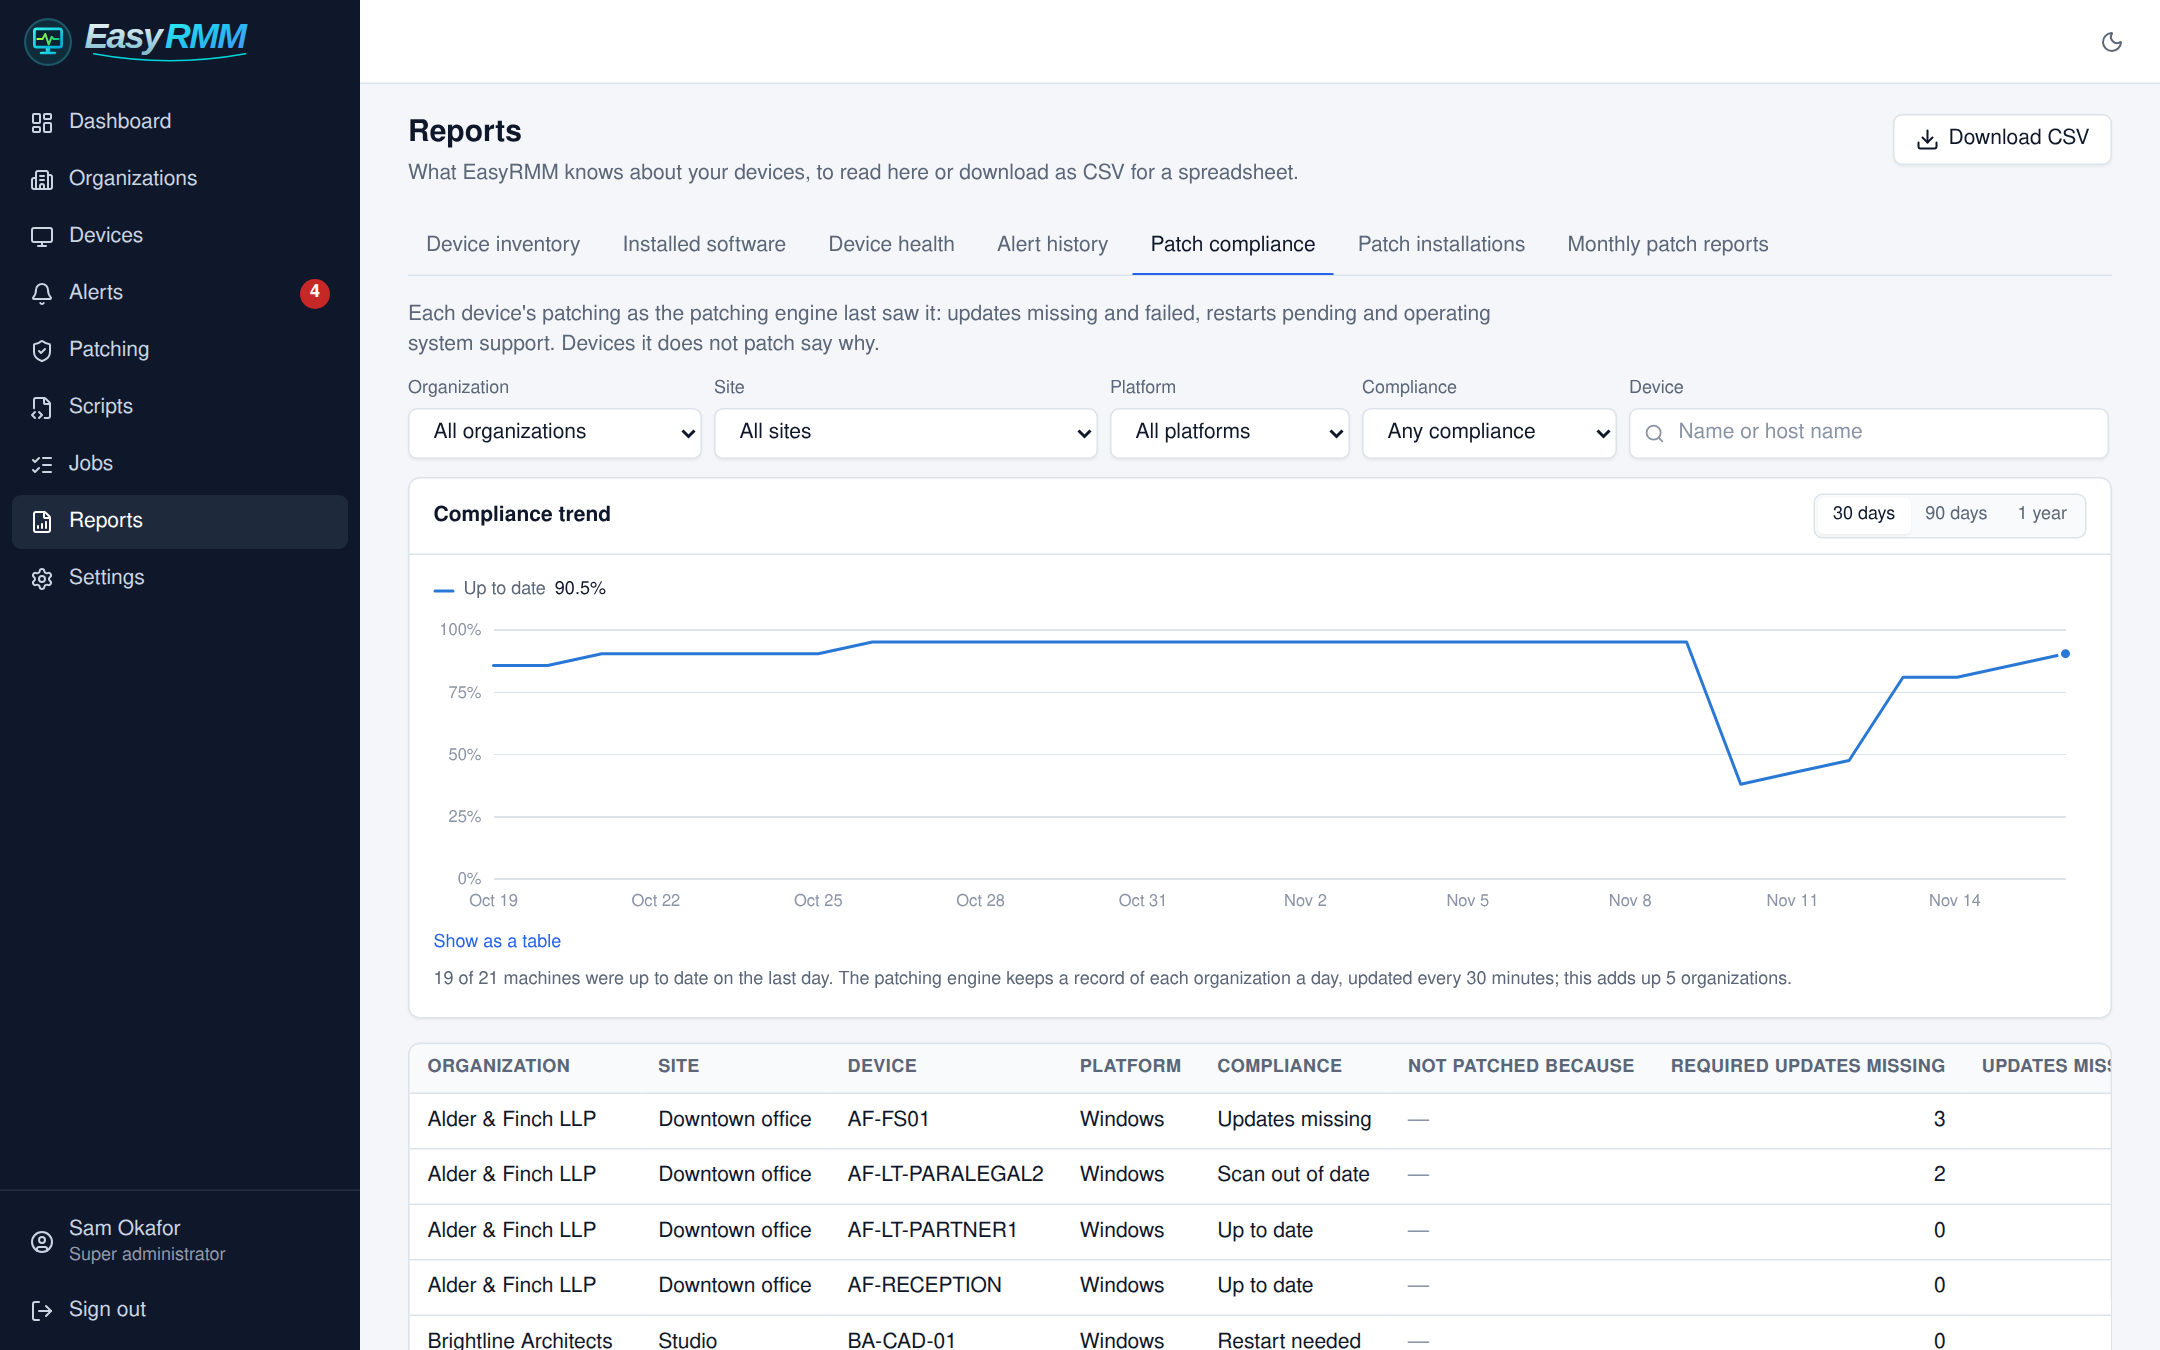 EasyRMM
Dashboard
Organizations
Devices
Alerts
4
Patching
Scripts
Jobs
Reports
Settings
Sam Okafor
Super administrator
Sign out
Reports
What EasyRMM knows about your devices, to read here or download as CSV for a spreadsheet.
Download CSV
Device inventory
Installed software
Device health
Alert history
Patch compliance
Patch installations
Monthly patch reports
Each device's patching as the patching engine last saw it: updates missing and failed, restarts pending and operating
system support. Devices it does not patch say why.
Organization
Site
Platform
Compliance
Device
All organizations
All sites
All platforms
Any compliance
Name or host name
Compliance trend
30 days
90 days
1 year
Up to date 90.5%
100%
75%
50%
25%
0%
Oct 19
Oct 22
Oct 25
Oct 28
Oct 31
Nov 2
Nov 5
Nov 8
Nov 11
Nov 14
Show as a table
19 of 21 machines were up to date on the last day. The patching engine keeps a record of each organization a day, updated every 30 minutes; this adds up 5 organizations.
ORGANIZATION SITE DEVICE PLATFORM COMPLIANCE NOT PATCHED BECAUSE REQUIRED UPDATES MISSING UPDATES MISS
Alder & Finch LLP Downtown office AF-FS01 Windows Updates missing — 3
Alder & Finch LLP Downtown office AF-LT-PARALEGAL2 Windows Scan out of date — 2
Alder & Finch LLP Downtown office AF-LT-PARTNER1 Windows Up to date — 0
Alder & Finch LLP Downtown office AF-RECEPTION Windows Up to date — 0
Brightline Architects Studio BA-CAD-01 Windows Restart needed — 0